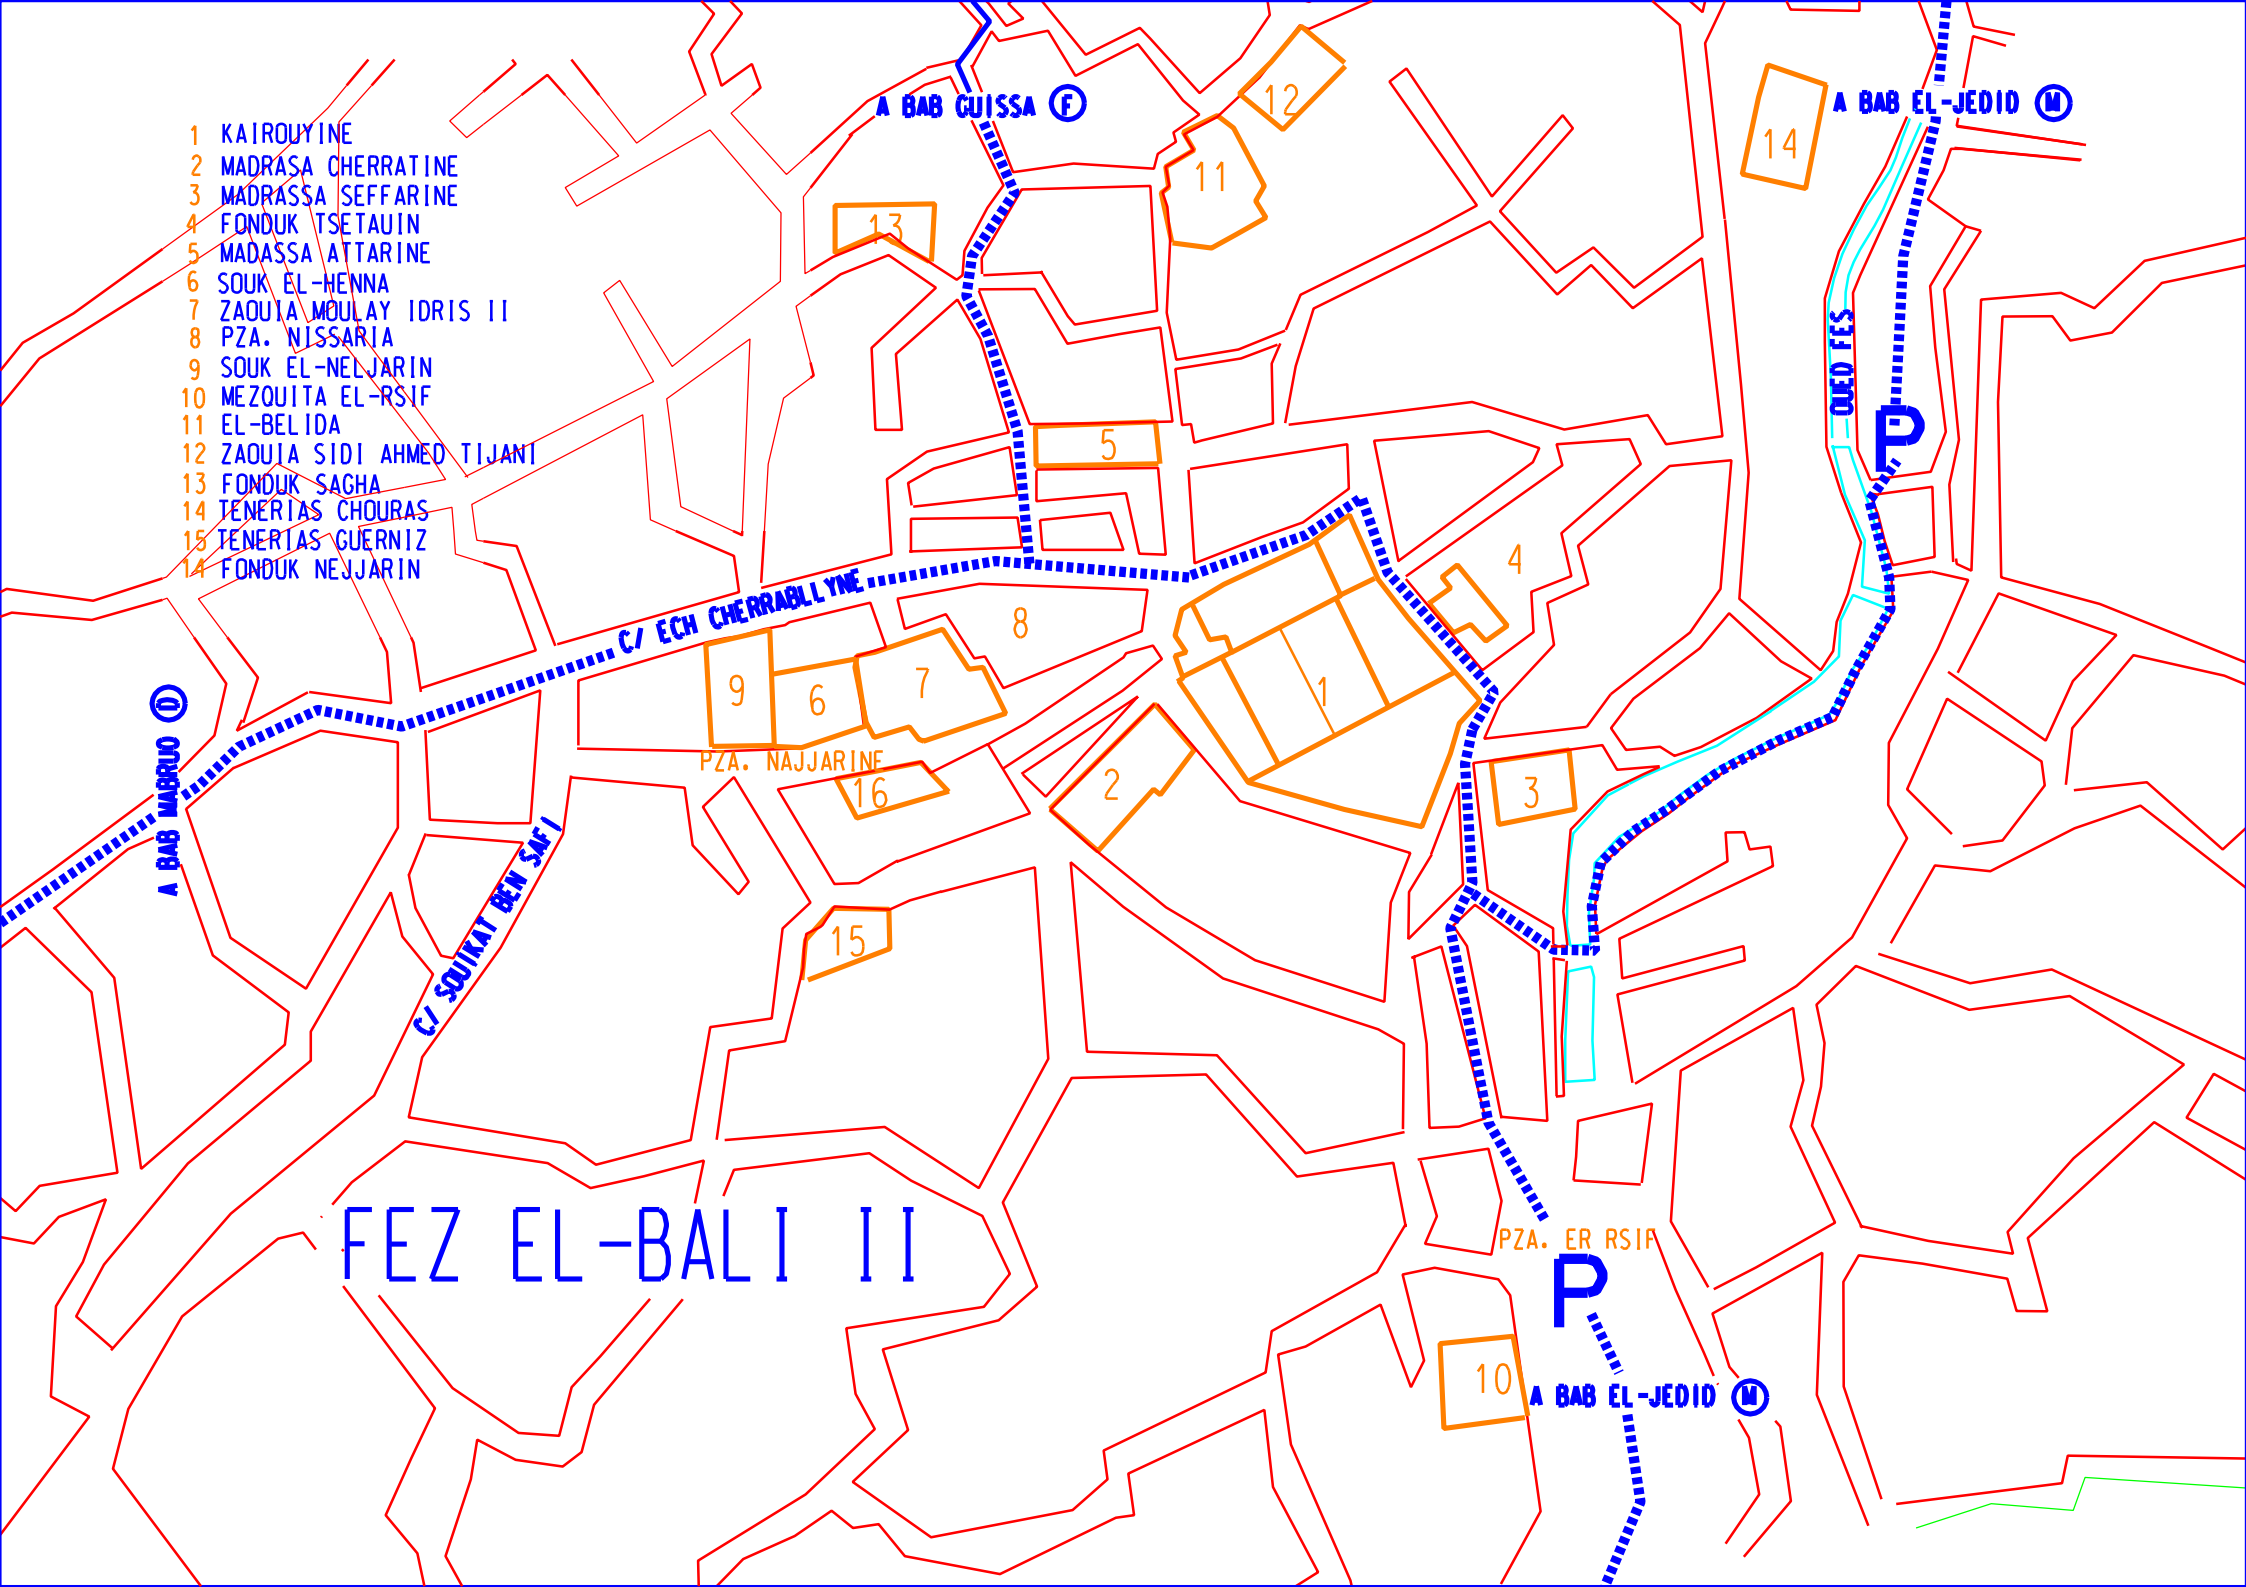 A BAB GUISSA F
A BAB EL-JEDID M
1 KAIROUYINE
2 MADRASA CHERRATINE
3 MADRASSA SEFFARINE
4 FONDUK TSETAUIN
5 MADASSA ATTARINE
6 SOUK EL-HENNA
7 ZAOUIA MOULAY IDRIS II
8 PZA. NISSARIA
9 SOUK EL-NELJARIN
10 MEZQUITA EL-RSIF
11 EL-BELIDA
12 ZAOUIA SIDI AHMED TIJANI
13 FONDUK SAGHA
14 TENERIAS CHOURAS
15 TENERIAS GUERNIZ
14 FONDUK NEJJARIN
12
14
11
13
OUED FES
P
5
4
C/ ECH CHERRABLLYNE
8
9
6
7
1
A BAB MABRUO D
PZA. NAJJARINE
16
2
3
C/ SOUIKAT BEN SAFI
15
FEZ EL-BALI II
PZA. ER RSIF
P
10
A BAB EL-JEDID M